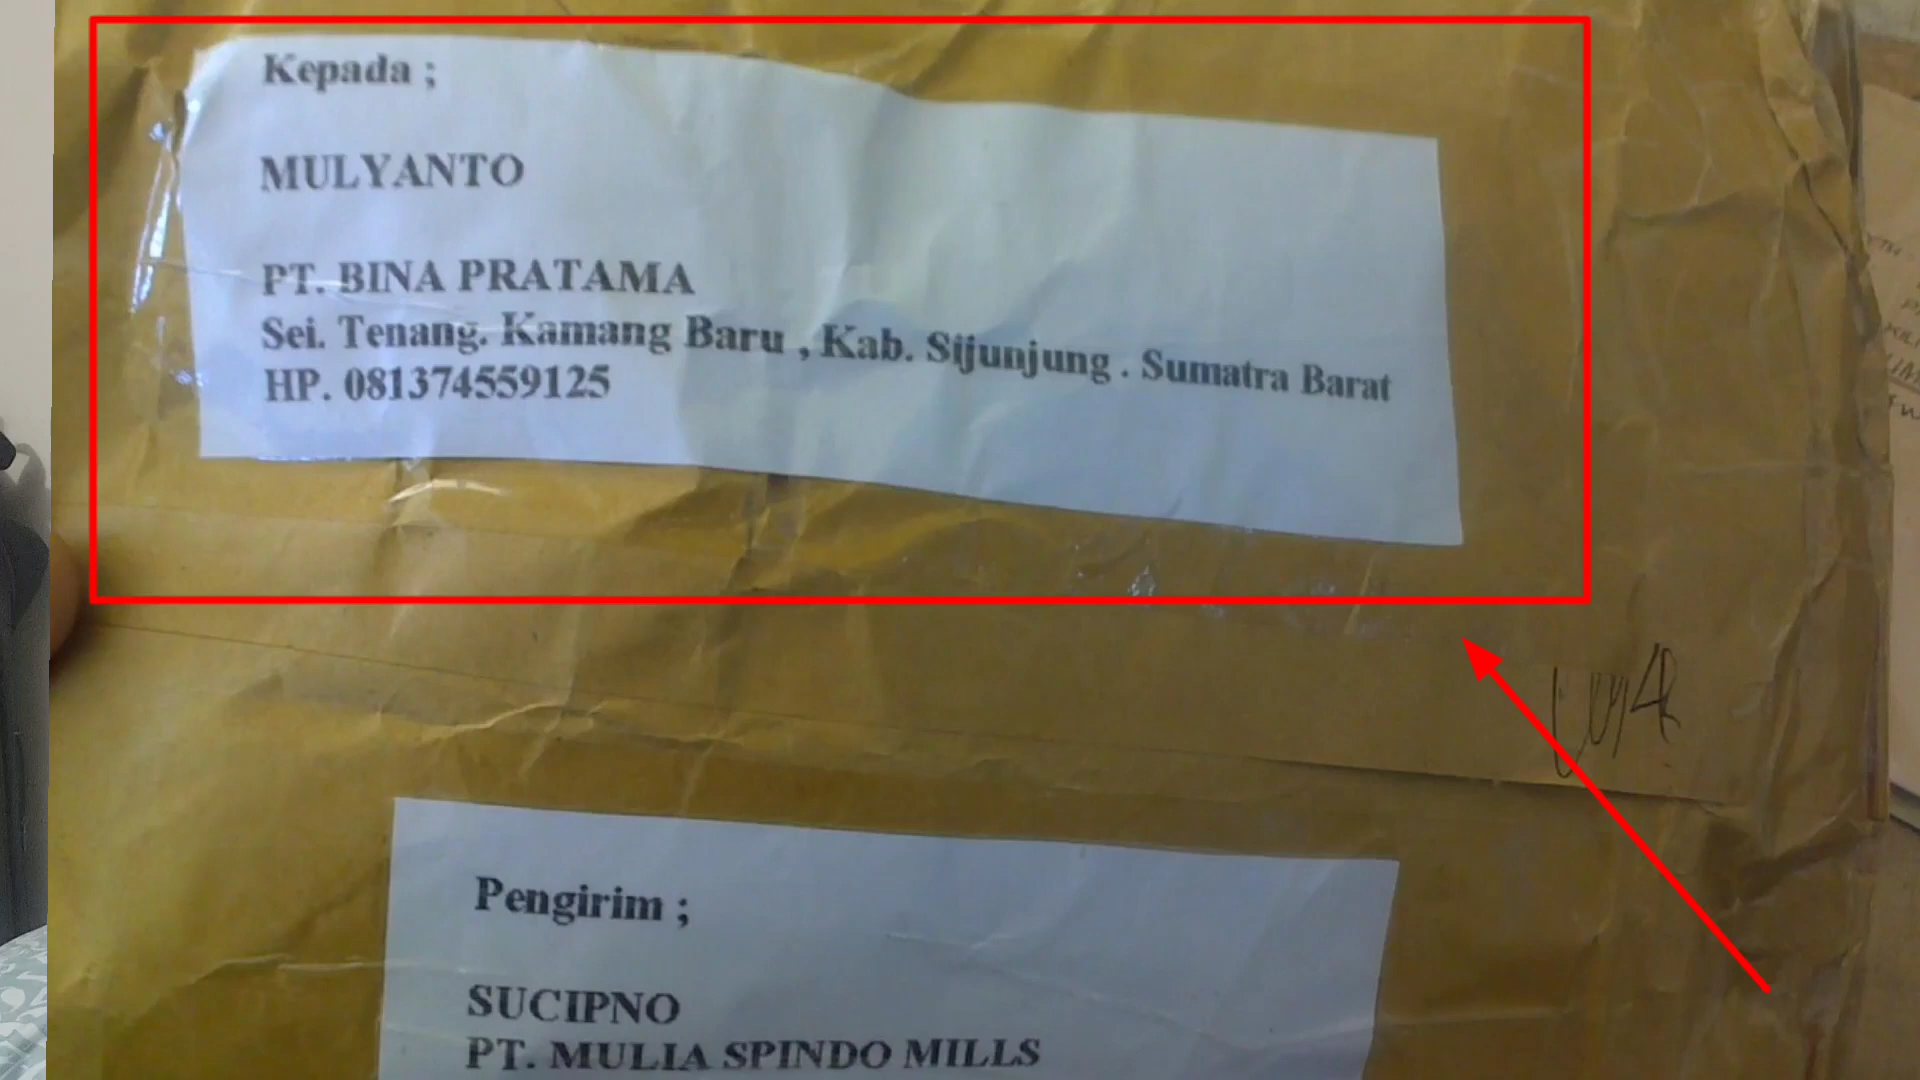 Kepada ;
MULYANTO
PT. BINA PRATAMA
Sei. Tenang. Kamang Baru , Kab. Sijunjung . Sumatra Barat
HP. 081374559125
Pengirim ;
SUCIPNO
PT. MULIA SPINDO MILLS